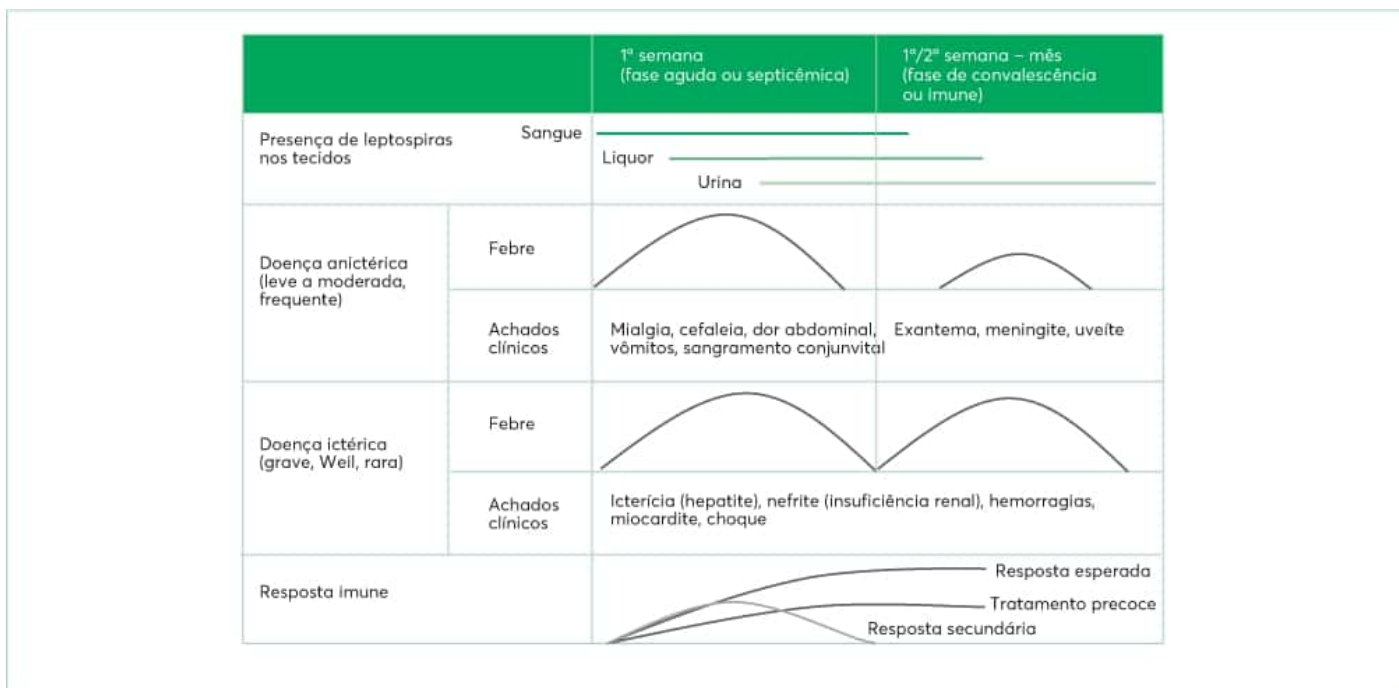 1ª semana
(fase aguda ou septicêmica)
1ª/2ª semana – mês
(fase de convalescência
ou imune)
Presença de leptospiras
nos tecidos
Sangue
Líquor
Urina
Doença anictérica
(leve a moderada,
frequente)
Febre
Achados
clínicos
Mialgia, cefaleia, dor abdominal,
vômitos, sangramento conjunvital
Exantema, meningite, uveíte
Doença ictérica
(grave, Weil, rara)
Febre
Achados
clínicos
Icterícia (hepatite), nefrite (insuficiência renal), hemorragias,
miocardite, choque
Resposta imune
Resposta esperada
Tratamento precoce
Resposta secundária